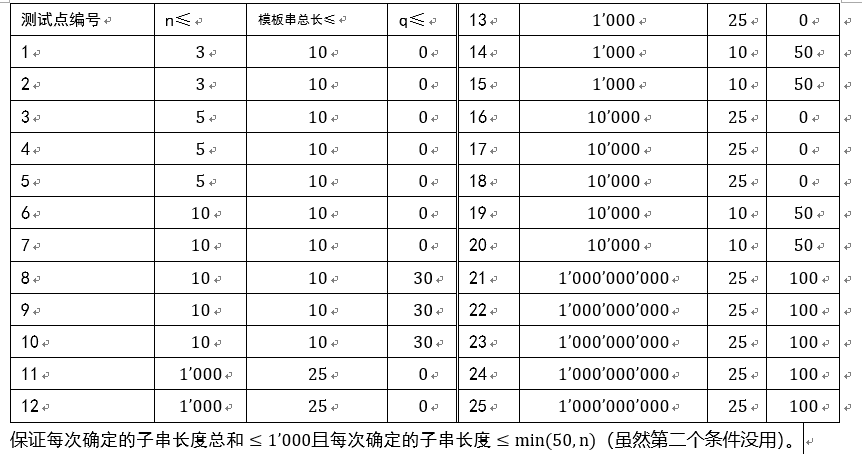 测试点编号 n≤ 模板串总长≤ q≤ 13 1’000 25 0
1 3 10 0 14 1’000 10 50
2 3 10 0 15 1’000 10 50
3 5 10 0 16 10’000 25 0
4 5 10 0 17 10’000 25 0
5 5 10 0 18 10’000 25 0
6 10 10 0 19 10’000 10 50
7 10 10 0 20 10’000 10 50
8 10 10 30 21 1’000’000’000 25 100
9 10 10 30 22 1’000’000’000 25 100
10 10 10 30 23 1’000’000’000 25 100
11 1’000 25 0 24 1’000’000’000 25 100
12 1’000 25 0 25 1’000’000’000 25 100
保证每次确定的子串长度总和 ≤ 1’000且每次确定的子串长度 ≤ min(50, n)（虽然第二个条件没用）。